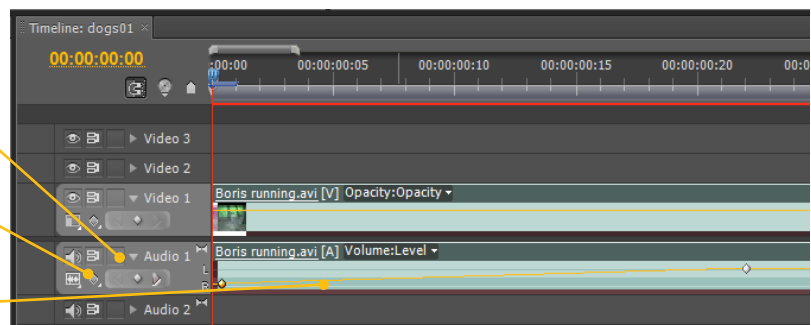 Timeline: dogs01 ×
00:00:00:00
:00:00 00:00:00:05 00:00:00:10 00:00:00:15 00:00:00:20 00:0
Video 3
Video 2
Video 1 Boris running.avi [V] Opacity:Opacity
Audio 1 Boris running.avi [A] Volume:Level
L
R
Audio 2